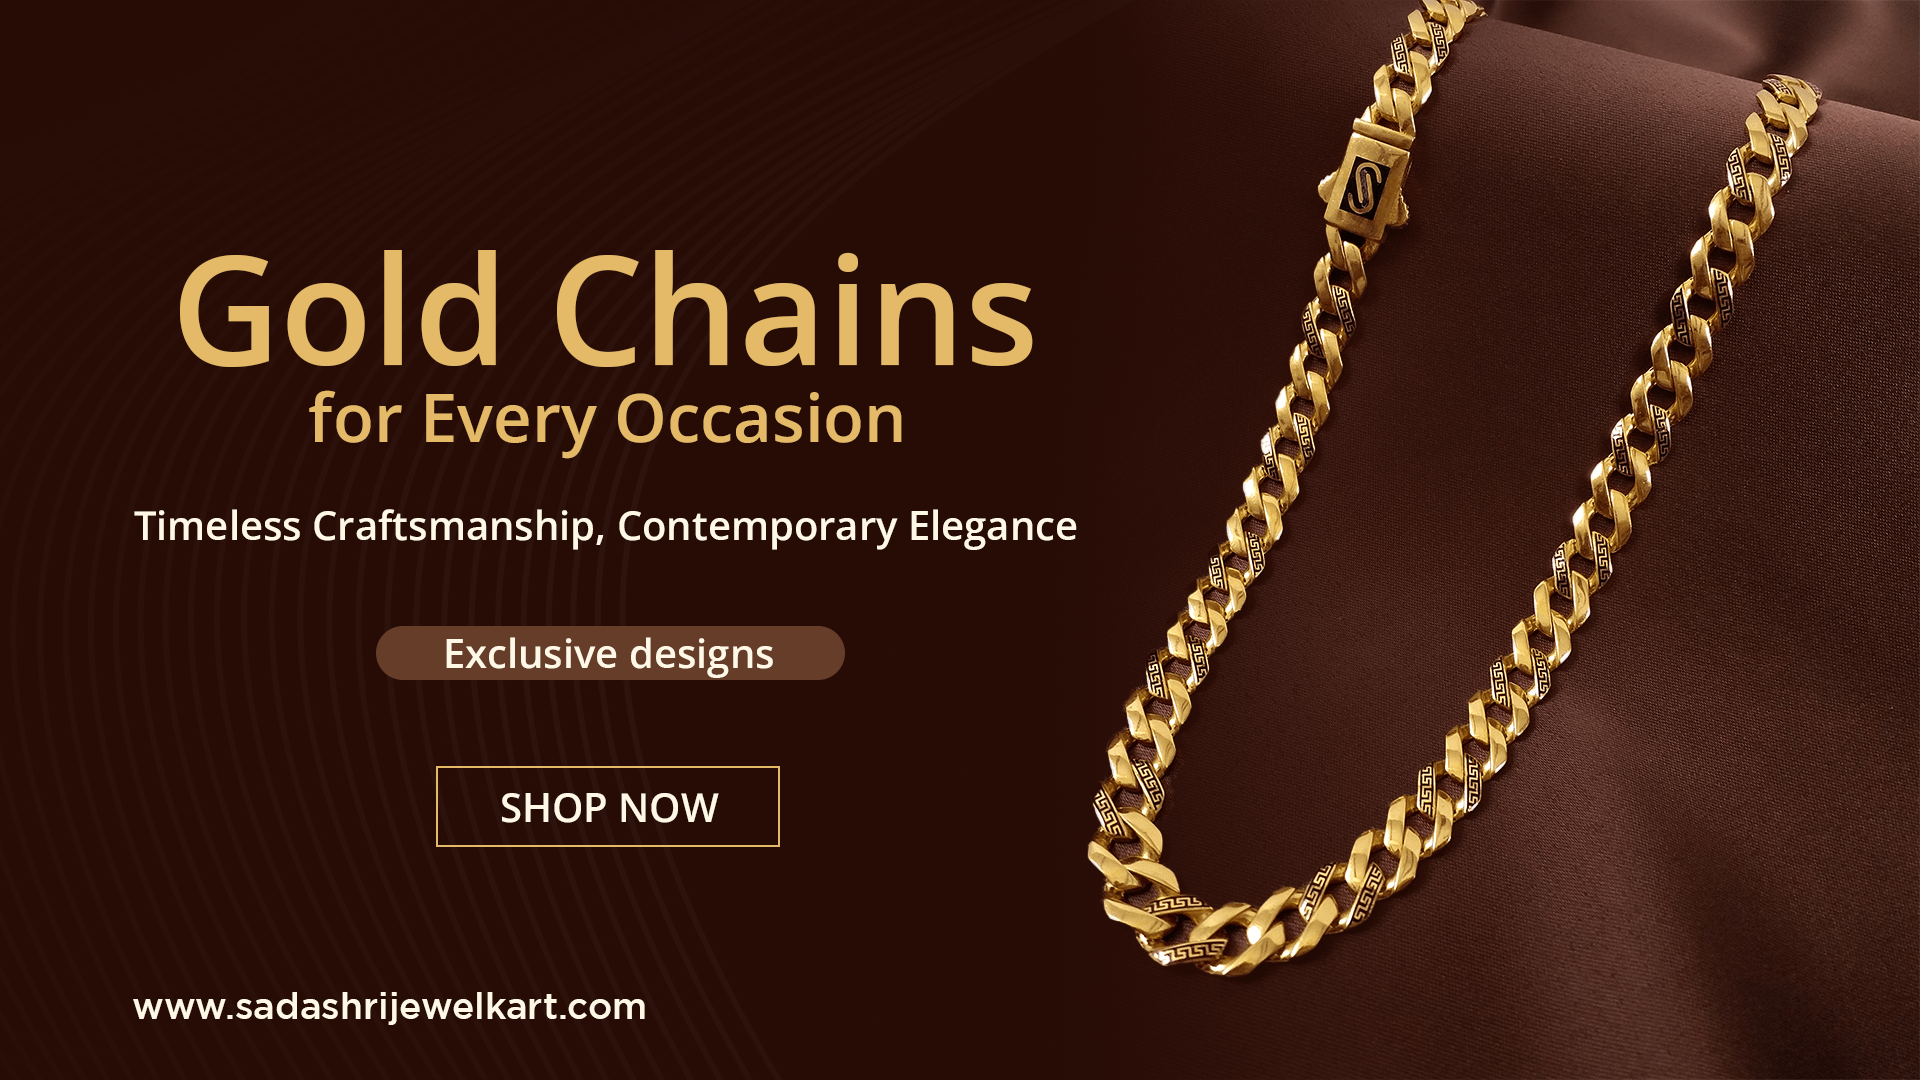 Gold Chains
for Every Occasion
Timeless Craftsmanship, Contemporary Elegance
Exclusive designs
SHOP NOW
www.sadashrijewelkart.com